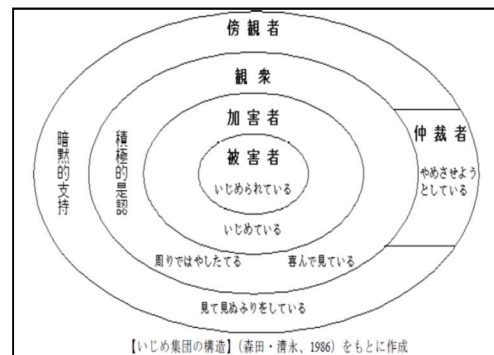 傍観者
観衆
加害者
被害者
いじめられている
いじめている
周りではやしたてる
喜んで見ている
見て見ぬふりをしている
暗黙的支持
積極的是認
仲裁者
やめさせよう
としている
【いじめ集団の構造】(森田・清永、1986)をもとに作成